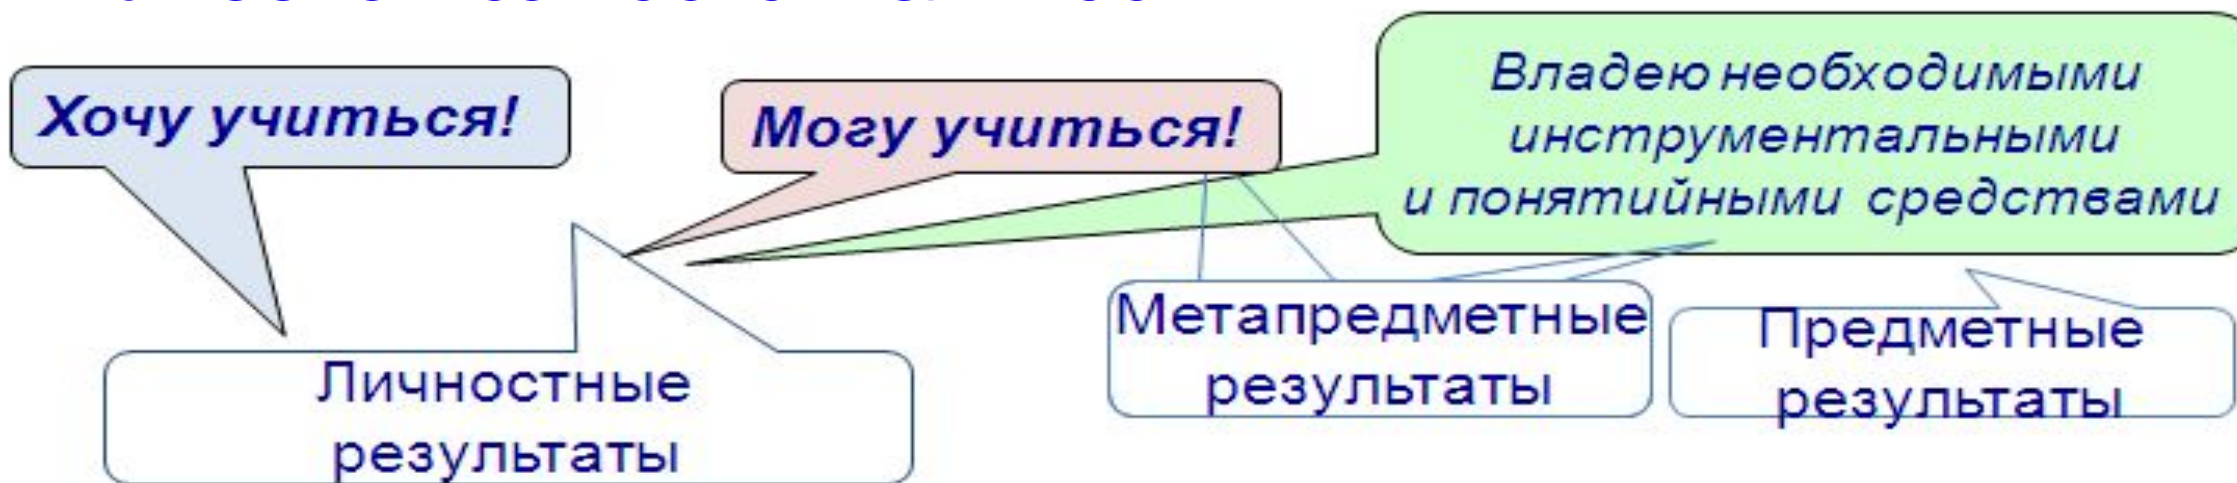 Хочу учиться!
Могу учиться!
Владею необходимыми
инструментальными
и понятийными средствами
Личностные
результаты
Метапредметные
результаты
Предметные
результаты